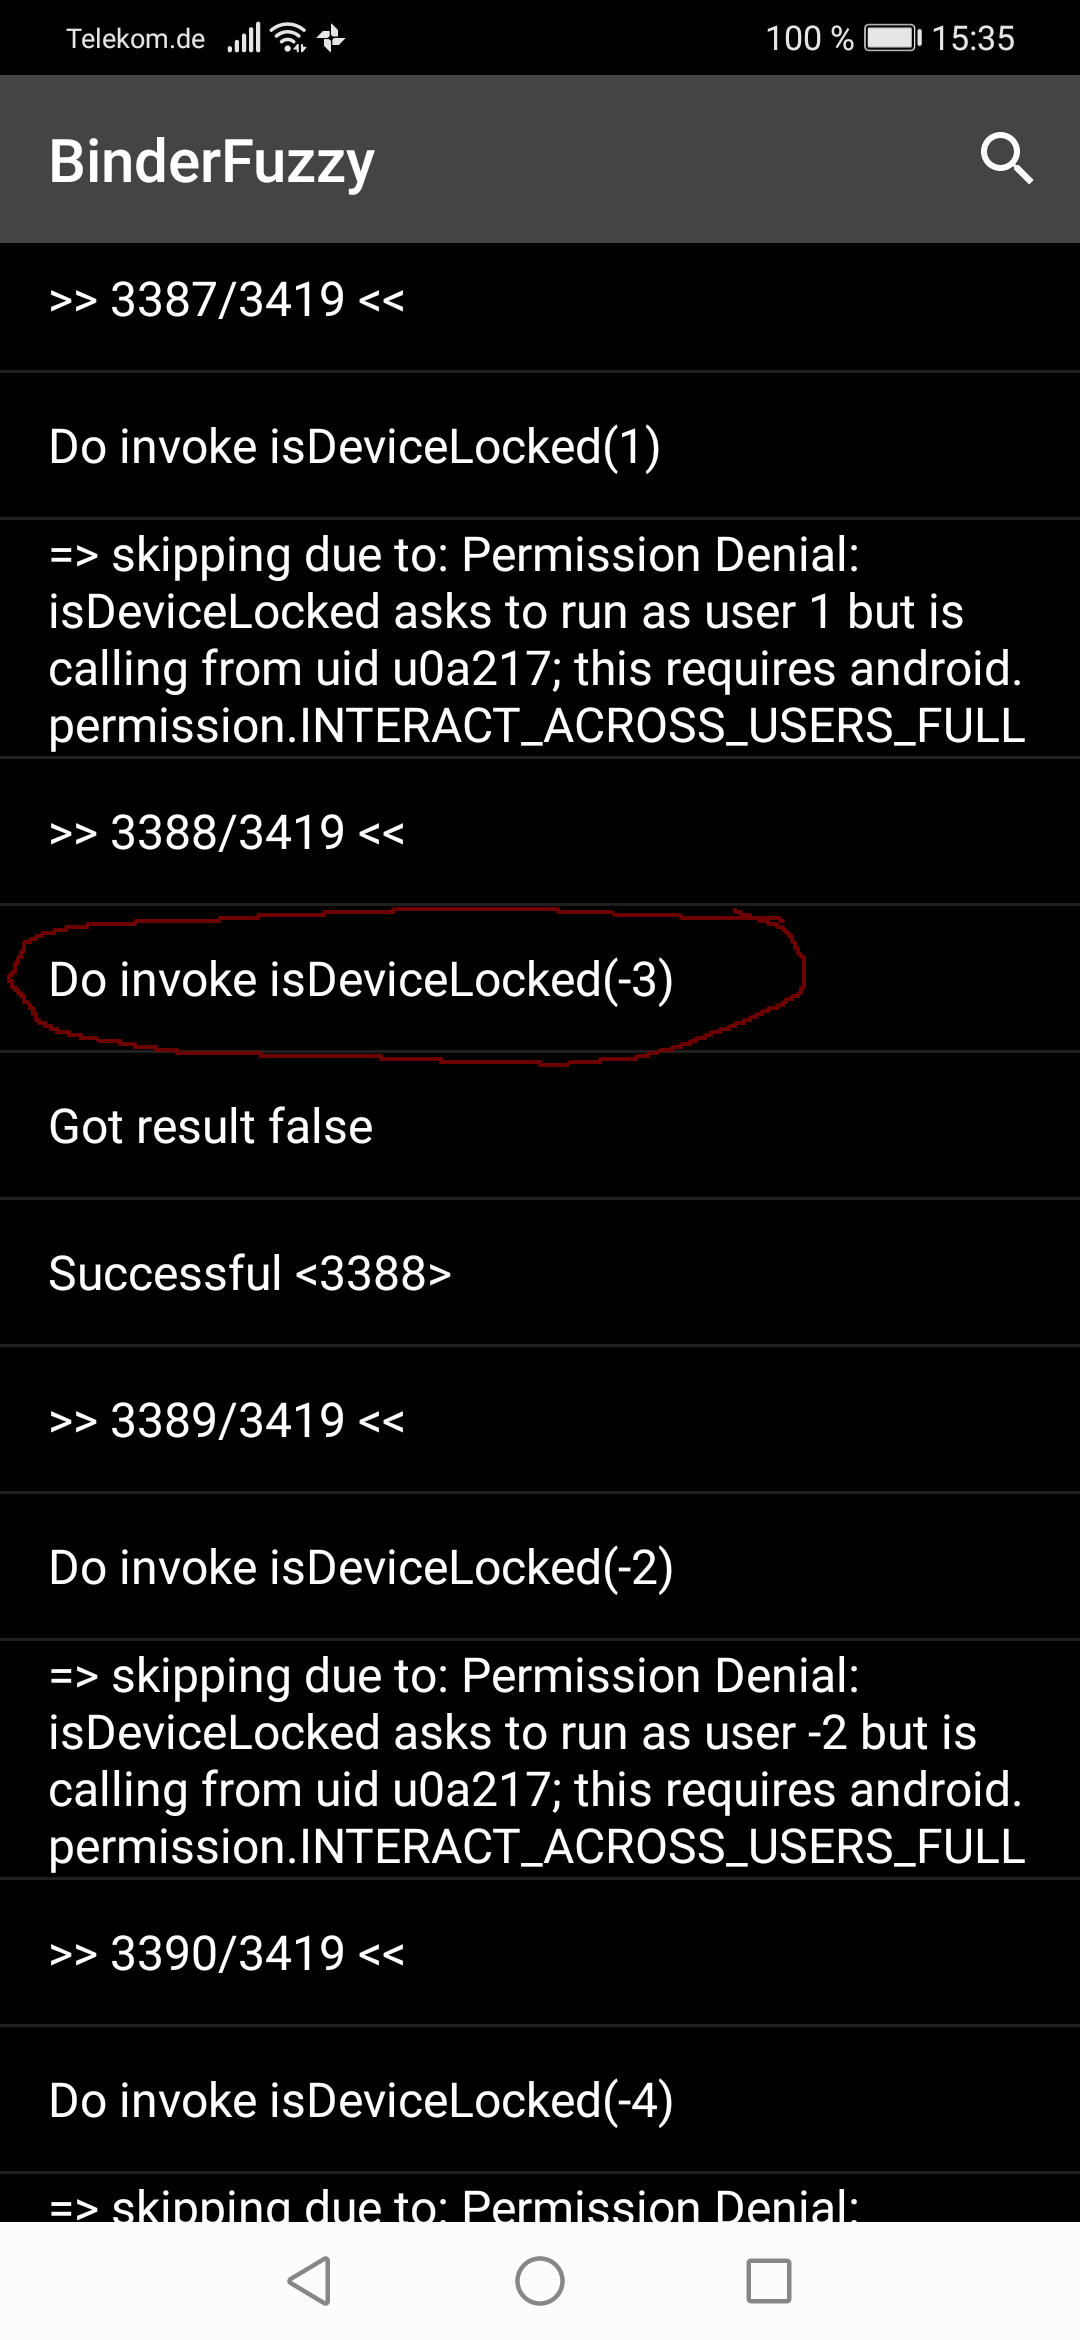 Telekom.de 100 % 15:35
BinderFuzzy
>> 3387/3419 <<
Do invoke isDeviceLocked(1)
=> skipping due to: Permission Denial:
isDeviceLocked asks to run as user 1 but is
calling from uid u0a217; this requires android.
permission.INTERACT_ACROSS_USERS_FULL
>> 3388/3419 <<
Do invoke isDeviceLocked(-3)
Got result false
Successful <3388>
>> 3389/3419 <<
Do invoke isDeviceLocked(-2)
=> skipping due to: Permission Denial:
isDeviceLocked asks to run as user -2 but is
calling from uid u0a217; this requires android.
permission.INTERACT_ACROSS_USERS_FULL
>> 3390/3419 <<
Do invoke isDeviceLocked(-4)
=> skipping due to: Permission Denial: